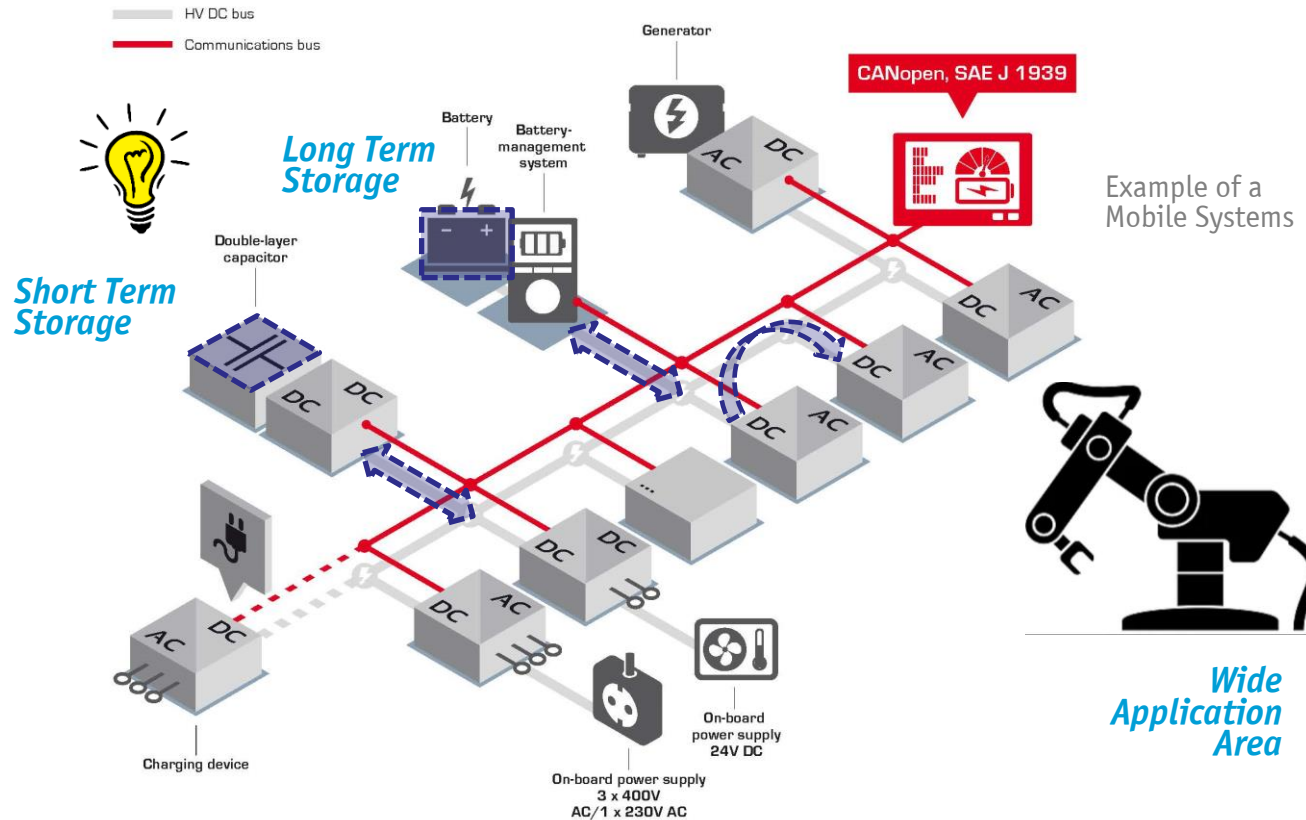 HV DC bus
Communications bus
Generator
CANopen, SAE J 1939
Battery
Battery-
management
system
Long Term
Storage
AC
DC
Example of a
Mobile Systems
Double-layer
capacitor
Short Term
Storage
- +
DC
AC
DC
AC
DC
DC
DC
AC
...
DC
DC
DC
AC
AC
DC
Wide
Application
Area
On-board
power supply
24V DC
Charging device
On-board power supply
3 x 400V
AC/1 x 230V AC